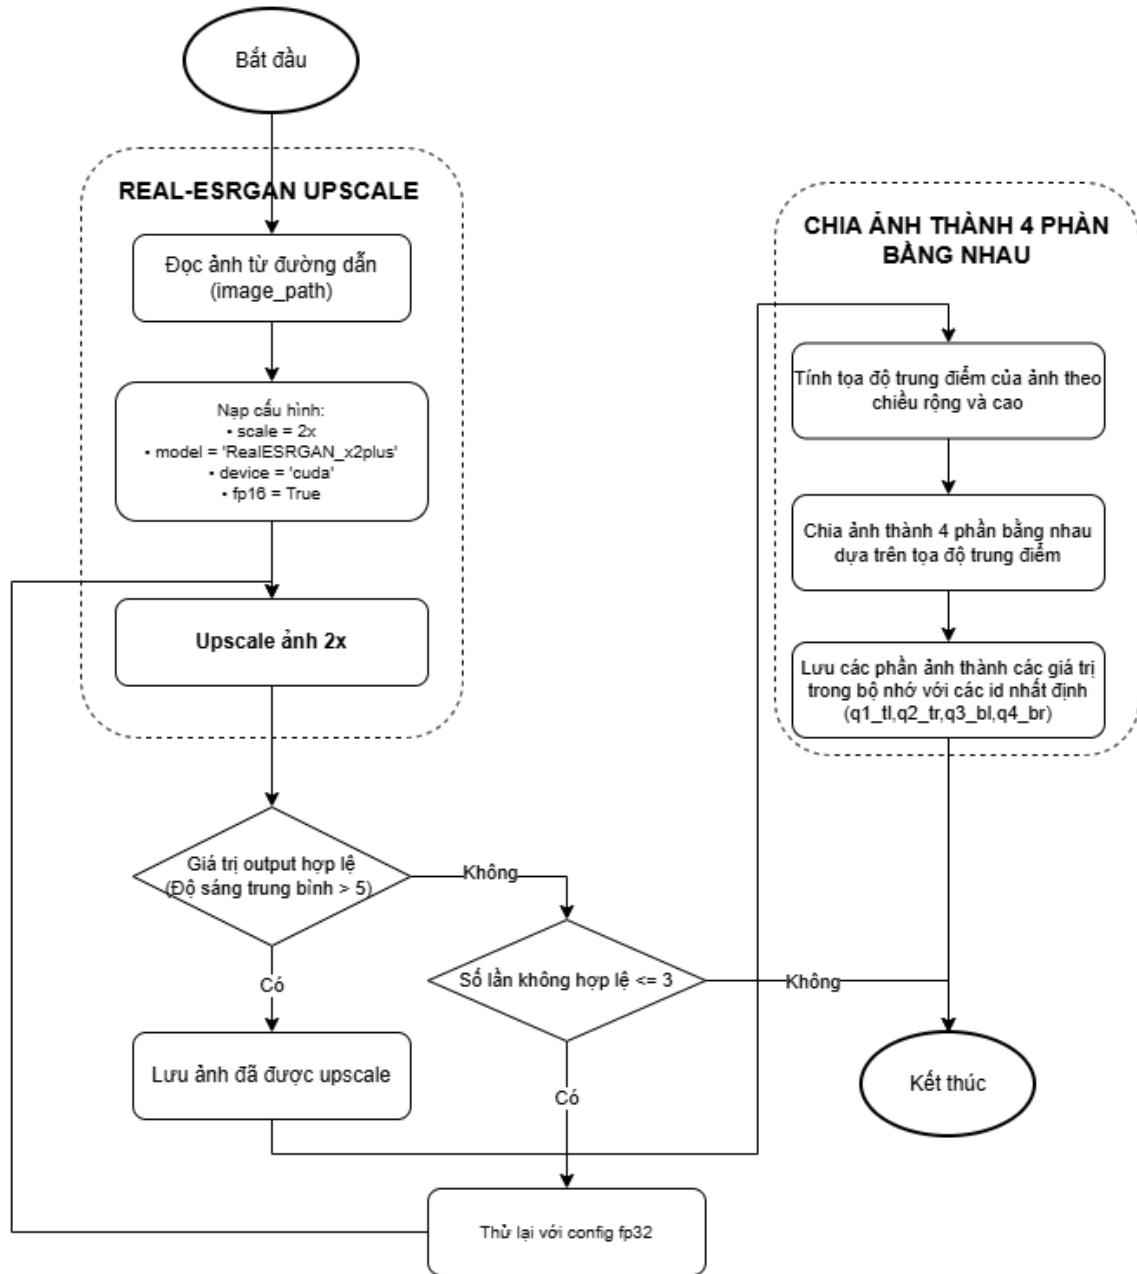 Bắt đầu
REAL-ESRGAN UPSCALE
Đọc ảnh từ đường dẫn
(image_path)
Nạp cấu hình:
• scale = 2x
• model = 'RealESRGAN_x2plus'
• device = 'cuda'
• fp16 = True
Upscale ảnh 2x
Giá trị output hợp lệ
(Độ sáng trung bình > 5)
Không
Có
Số lần không hợp lệ <= 3
Không
Có
Lưu ảnh đã được upscale
Thử lại với config fp32
CHIA ẢNH THÀNH 4 PHẦN
BẰNG NHAU
Tính tọa độ trung điểm của ảnh theo
chiều rộng và cao
Chia ảnh thành 4 phần bằng nhau
dựa trên tọa độ trung điểm
Lưu các phần ảnh thành các giá trị
trong bộ nhớ với các id nhất định
(q1_tl,q2_tr,q3_bl,q4_br)
Kết thúc